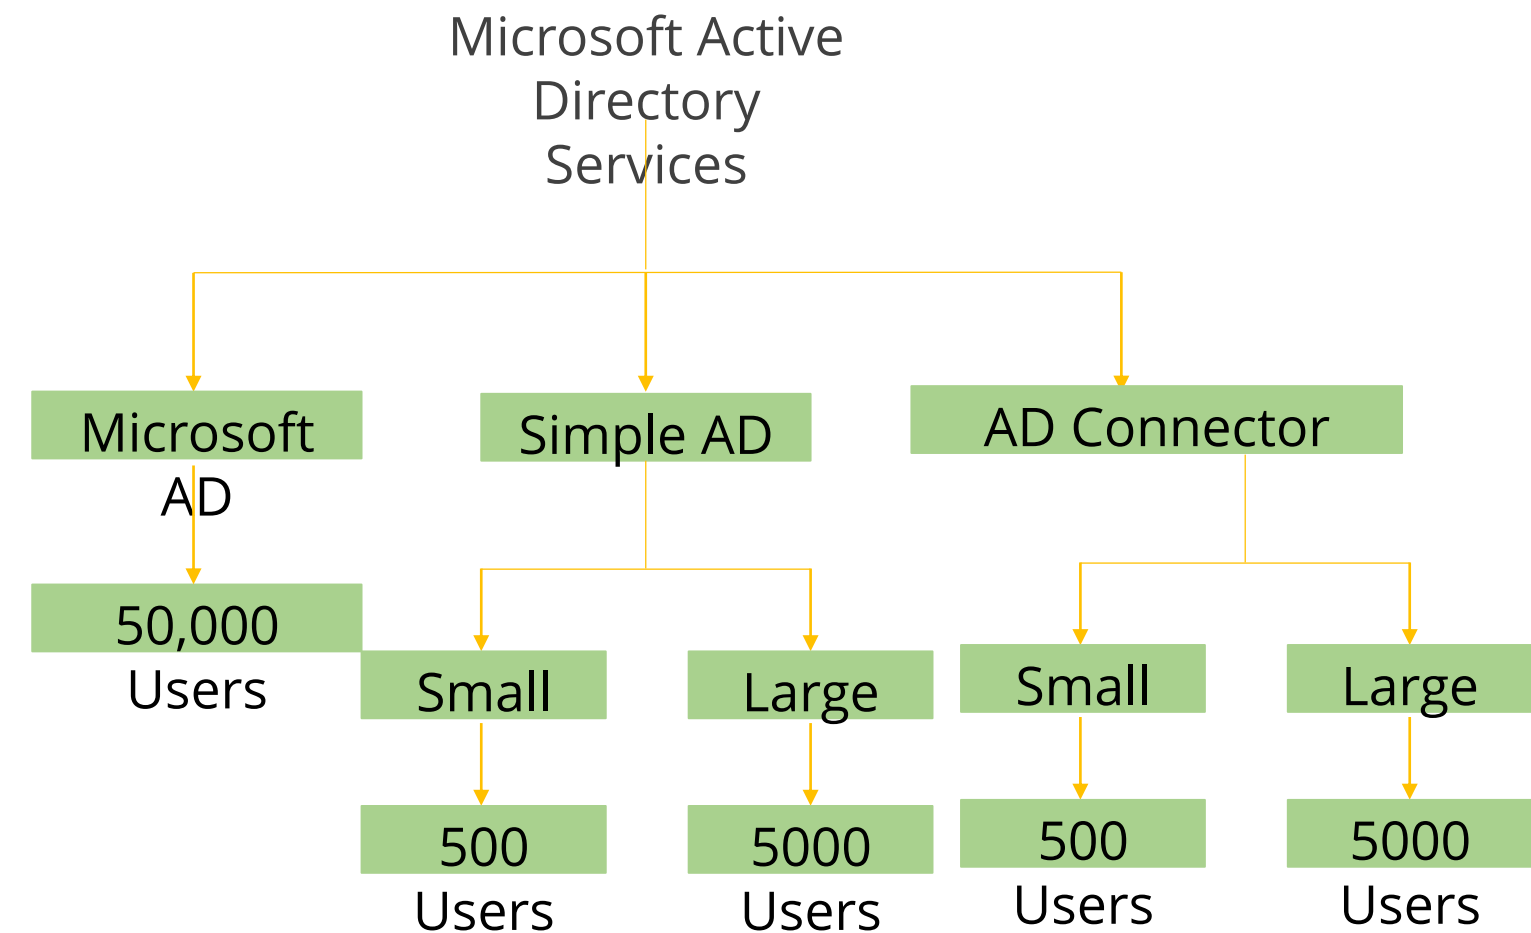 Microsoft Active
Directory
Services
Microsoft
AD
Simple AD
AD Connector
50,000
Users
Small
Large
Small
Large
500
Users
5000
Users
500
Users
5000
Users